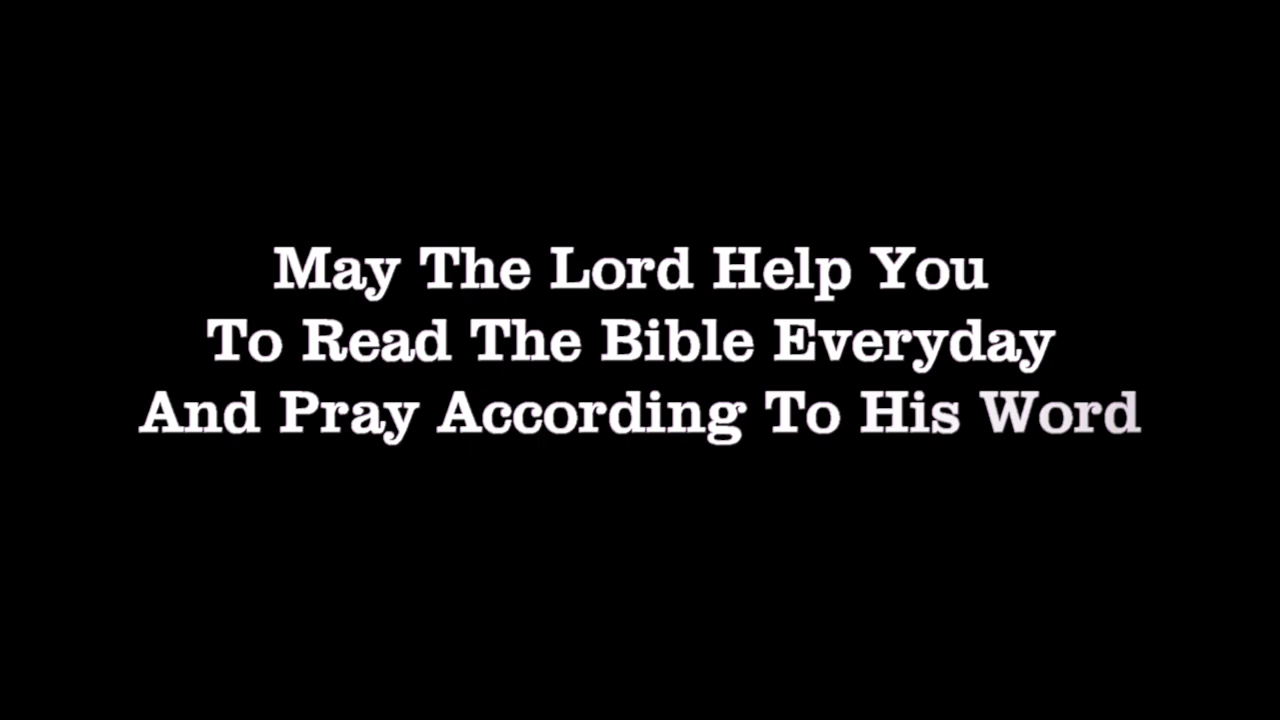 May The Lord Help You
To Read The Bible Everyday
And Pray According To His Word